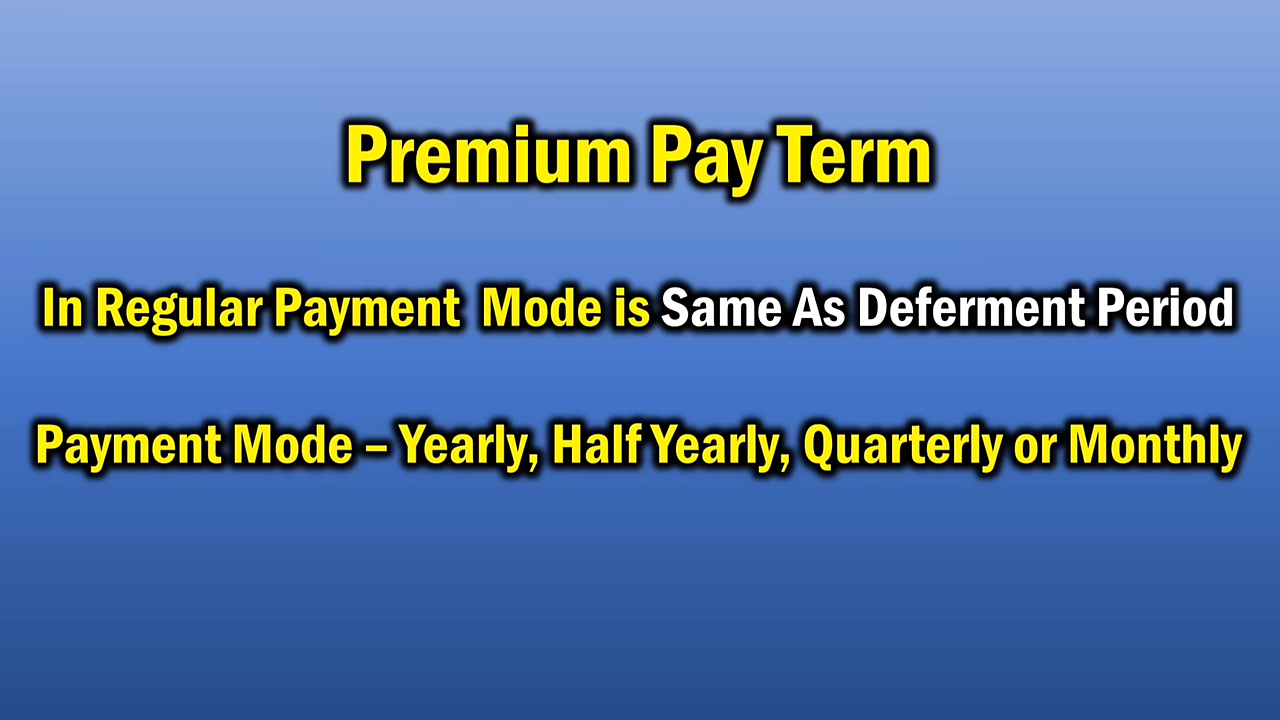 Premium Pay Term
In Regular Payment Mode is Same As Deferment Period
Payment Mode – Yearly, Half Yearly, Quarterly or Monthly